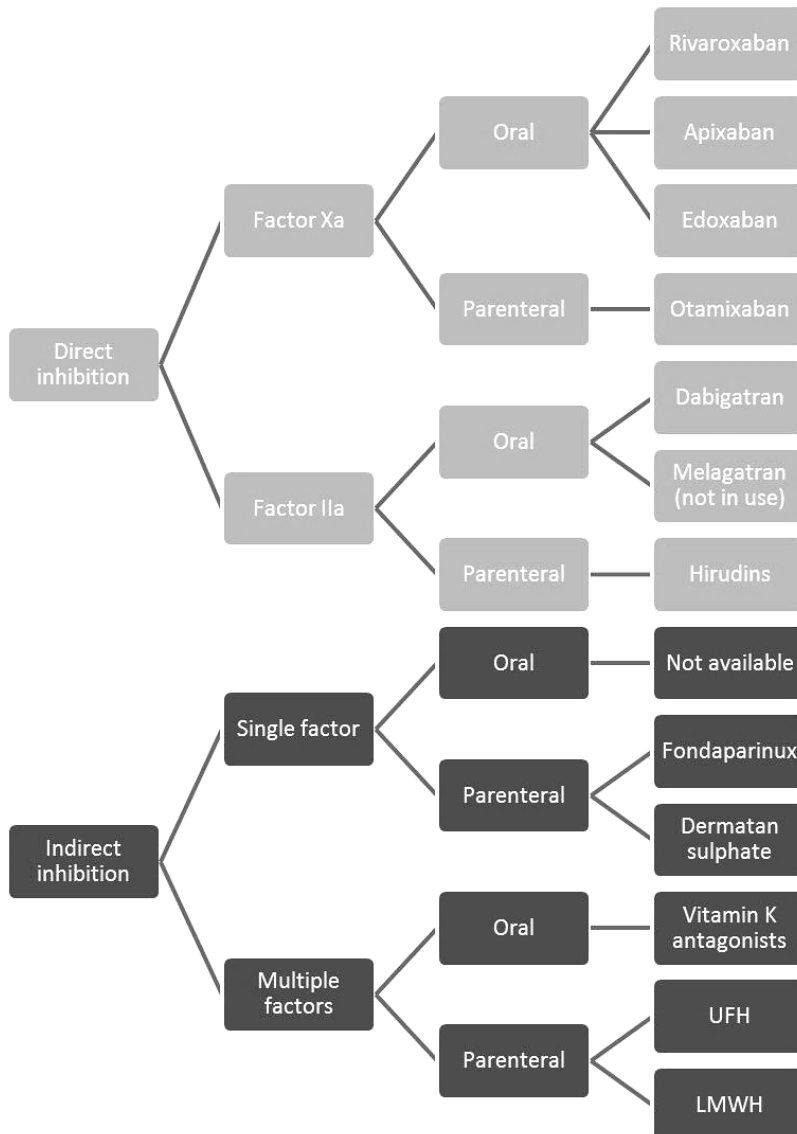 Rivaroxaban
Oral
Apixaban
Factor Xa
Edoxaban
Parenteral
Otamixaban
Direct
inhibition
Dabigatran
Oral
Melagatran
(not in use)
Factor IIa
Parenteral
Hirudins
Oral
Not available
Single factor
Fondaparinux
Parenteral
Dermatan
sulphate
Indirect
inhibition
Oral
Vitamin K
antagonists
Multiple
factors
UFH
Parenteral
LMWH